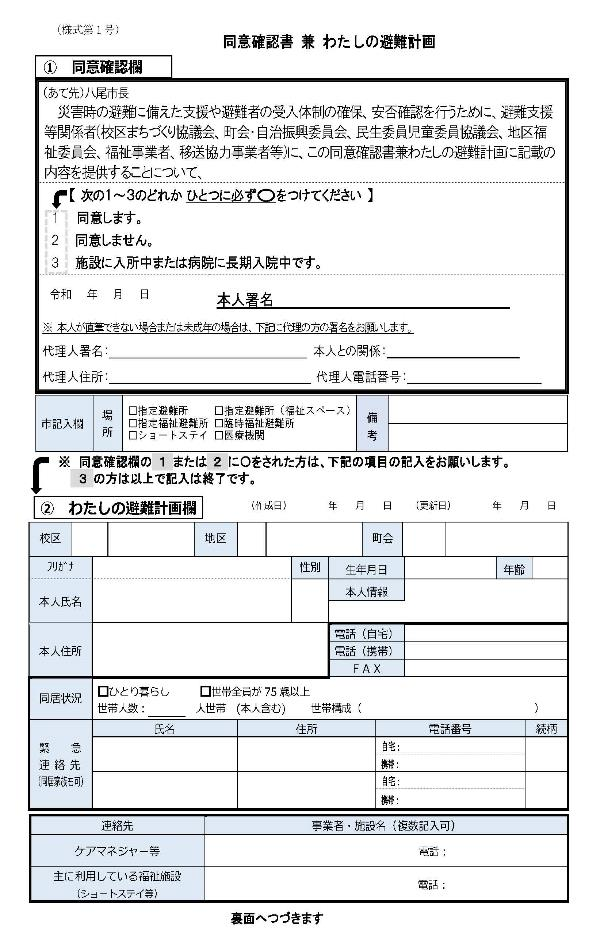 （様式第１号）
同意確認書 兼 わたしの避難計画
① 同意確認欄
(あて先)八尾市長
災害時の避難に備えた支援や避難者の受入体制の確保、安否確認を行うために、避難支援
等関係者(校区まちづくり協議会、町会・自治振興委員会、民生委員児童委員協議会、地区福
祉委員会、福祉事業者、移送協力事業者等)に、この同意確認書兼わたしの避難計画に記載の
内容を提供することについて、
【 次の1～3のどれか ひとつに必ず〇をつけてください 】
1 同意します。
2 同意しません。
3 施設に入所中または病院に長期入院中です。
令和 年 月 日 本人署名
※ 本人が直筆できない場合または未成年の場合は、下記に代理の方の署名をお願いします。
代理人署名： 本人との関係：
代理人住所： 代理人電話番号：
市記入欄 場所 □指定避難所 □指定避難所（福祉スペース） 備考
□指定福祉避難所 □臨時福祉避難所
□ショートステイ □医療機関
※ 同意確認欄の 1 または 2 に〇をされた方は、下記の項目の記入をお願いします。
3 の方は以上で記入は終了です。
② わたしの避難計画欄 （作成日） 年 月 日 （更新日） 年 月 日
校区 地区 町会
ﾌﾘｶﾞﾅ 性別 生年月日 年齢
本人氏名 本人情報
本人住所 電話（自宅）
電話（携帯）
ＦＡＸ
同居状況 □ひとり暮らし □世帯全員が 75 歳以上
世帯人数： 人世帯 （本人含む） 世帯構成（ ）
緊急連絡先(同居家族も可) 氏名 住所 電話番号 続柄
自宅：
携帯：
自宅：
携帯：
連絡先 事業者・施設名（複数記入可）
ケアマネジャー等 電話：
主に利用している福祉施設 電話：
（ショートステイ等）
裏面へつづきます